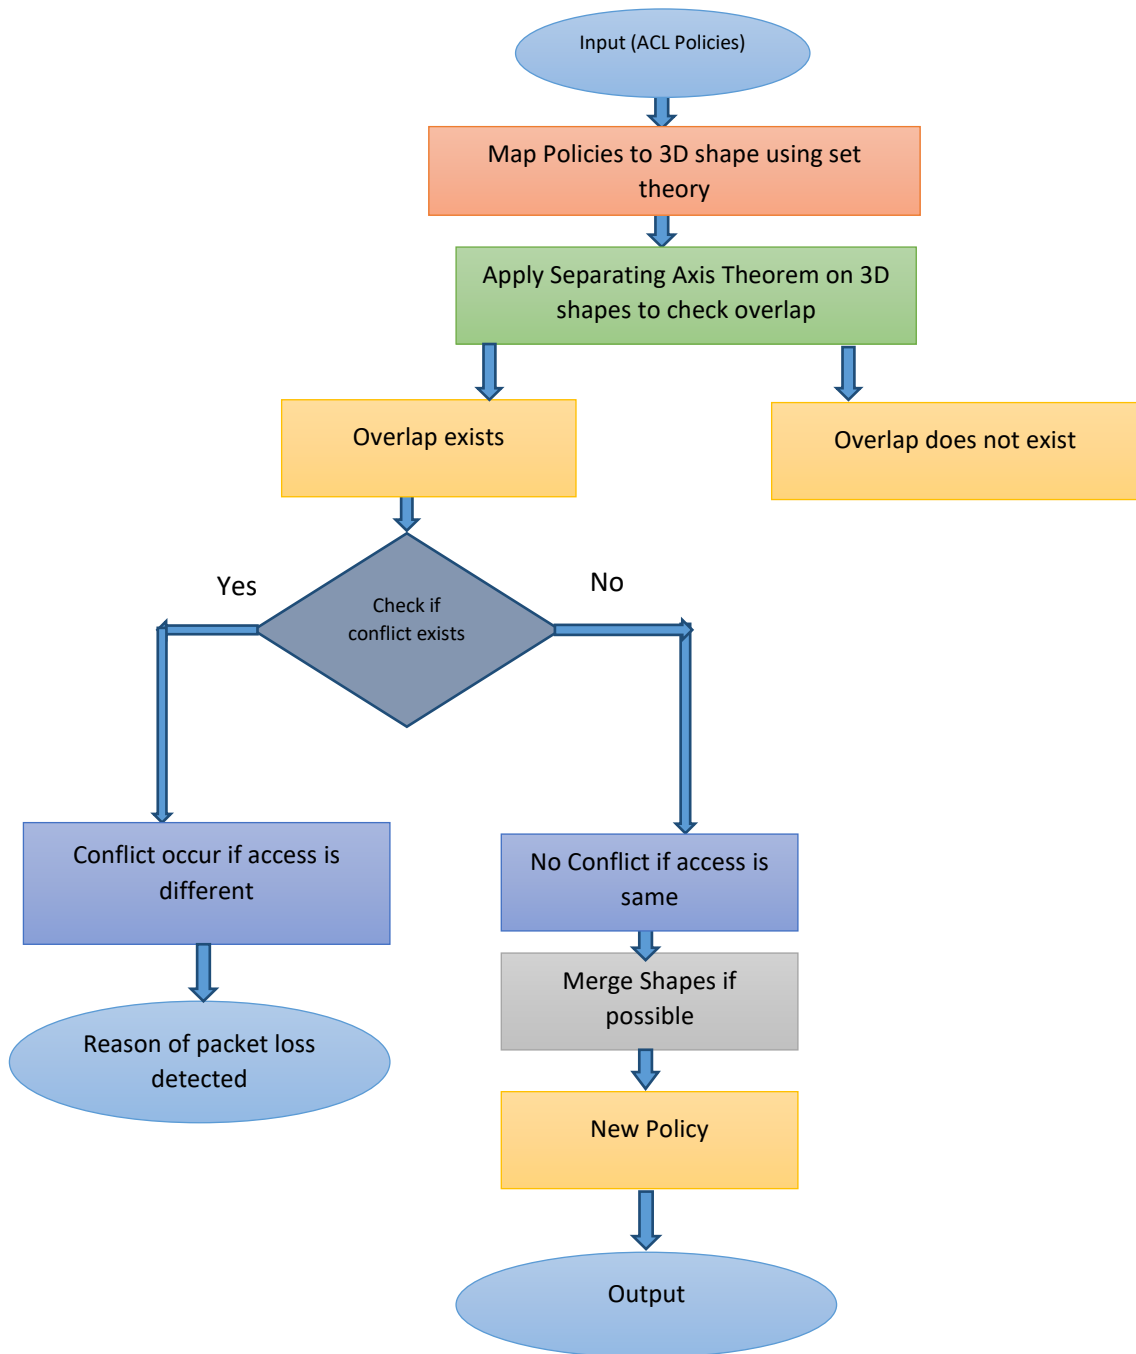 Input (ACL Policies)
Map Policies to 3D shape using set
theory
Apply Separating Axis Theorem on 3D
shapes to check overlap
Overlap exists
Overlap does not exist
Yes
No
Check if
conflict exists
Conflict occur if access is
different
No Conflict if access is
same
Merge Shapes if
possible
Reason of packet loss
detected
New Policy
Output